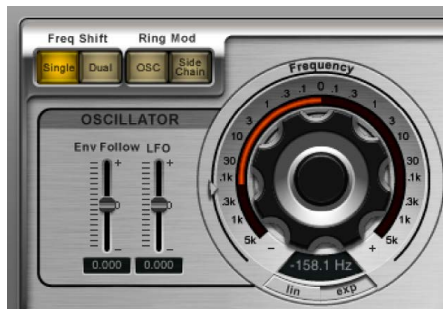 Freq Shift Ring Mod
Single Dual OSC Side Chain
Frequency
.3 .1 0 .1 .3
1 1
3 3
10 10
30 30
.1k .1k
.3k .3k
1k 1k
5k 5k
- +
-158.1 Hz
lin exp
OSCILLATOR
Env Follow LFO
+ +
- -
0.000 0.000